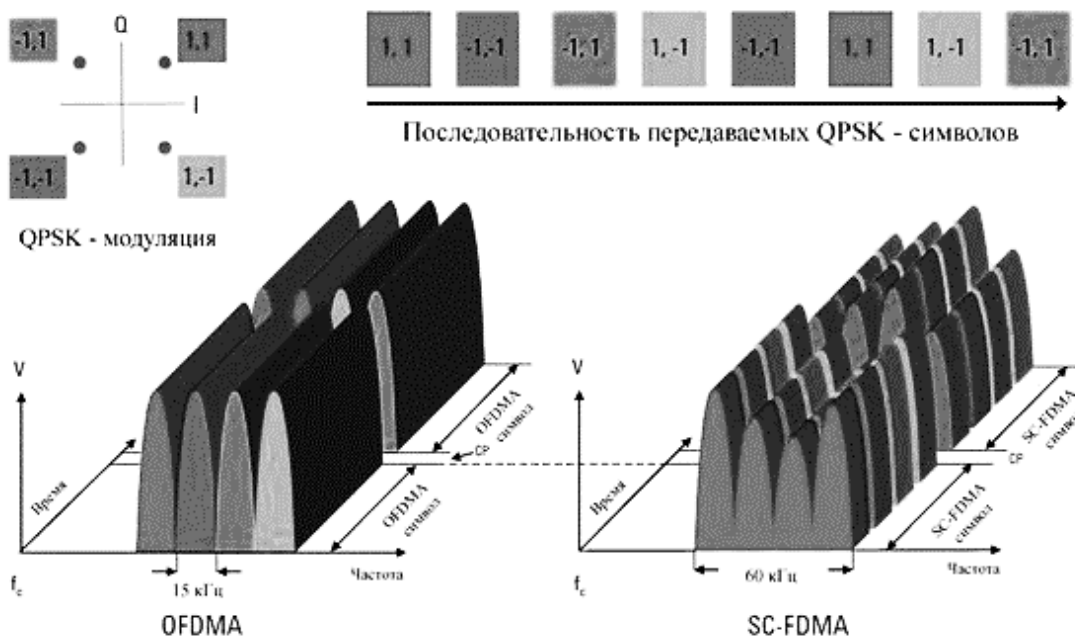 Q
-1,1
1,1
I
-1,-1
1,-1
QPSK - модуляция
1, 1
-1,-1
-1,1
1, -1
-1,-1
1, 1
1, -1
-1,1
Последовательность передаваемых QPSK - символов
V
Время
OFDMA символ
CP
OFDMA символ
15 кГц
Частота
fc
OFDMA
V
Время
SC-FDMA символ
CP
SC-FDMA символ
60 кГц
Частота
fc
SC-FDMA